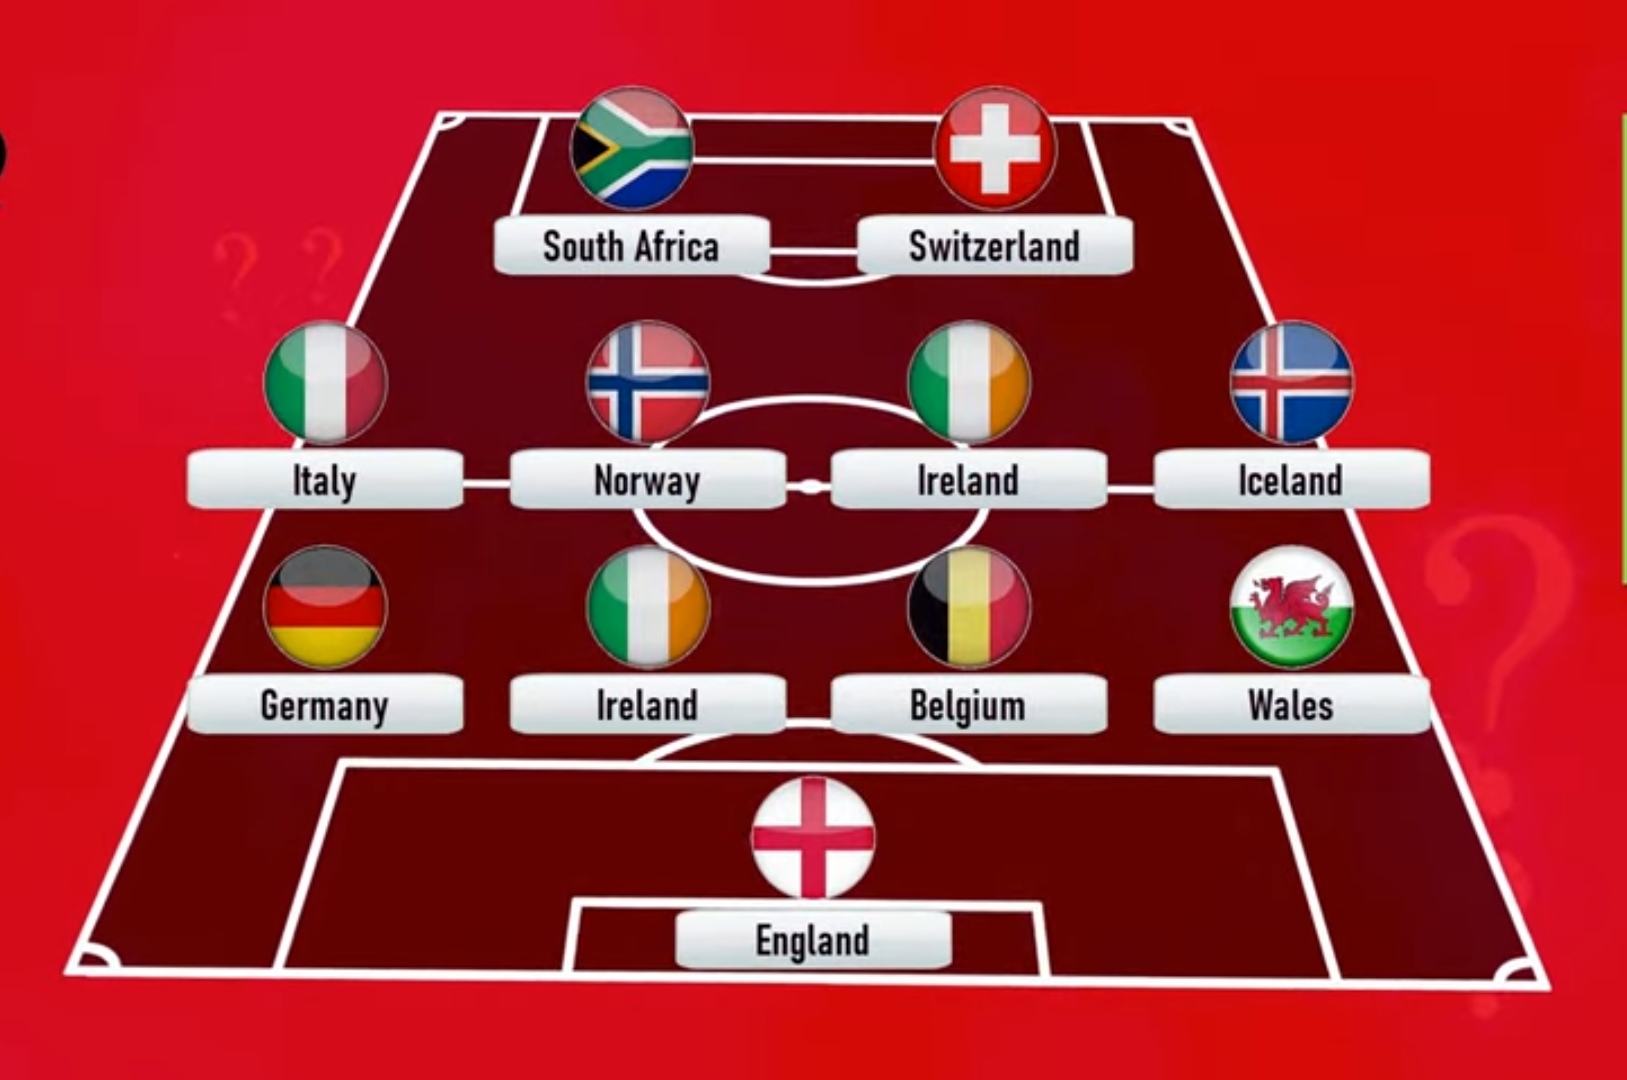 South Africa
Switzerland
Italy
Norway
Ireland
Iceland
Germany
Ireland
Belgium
Wales
England